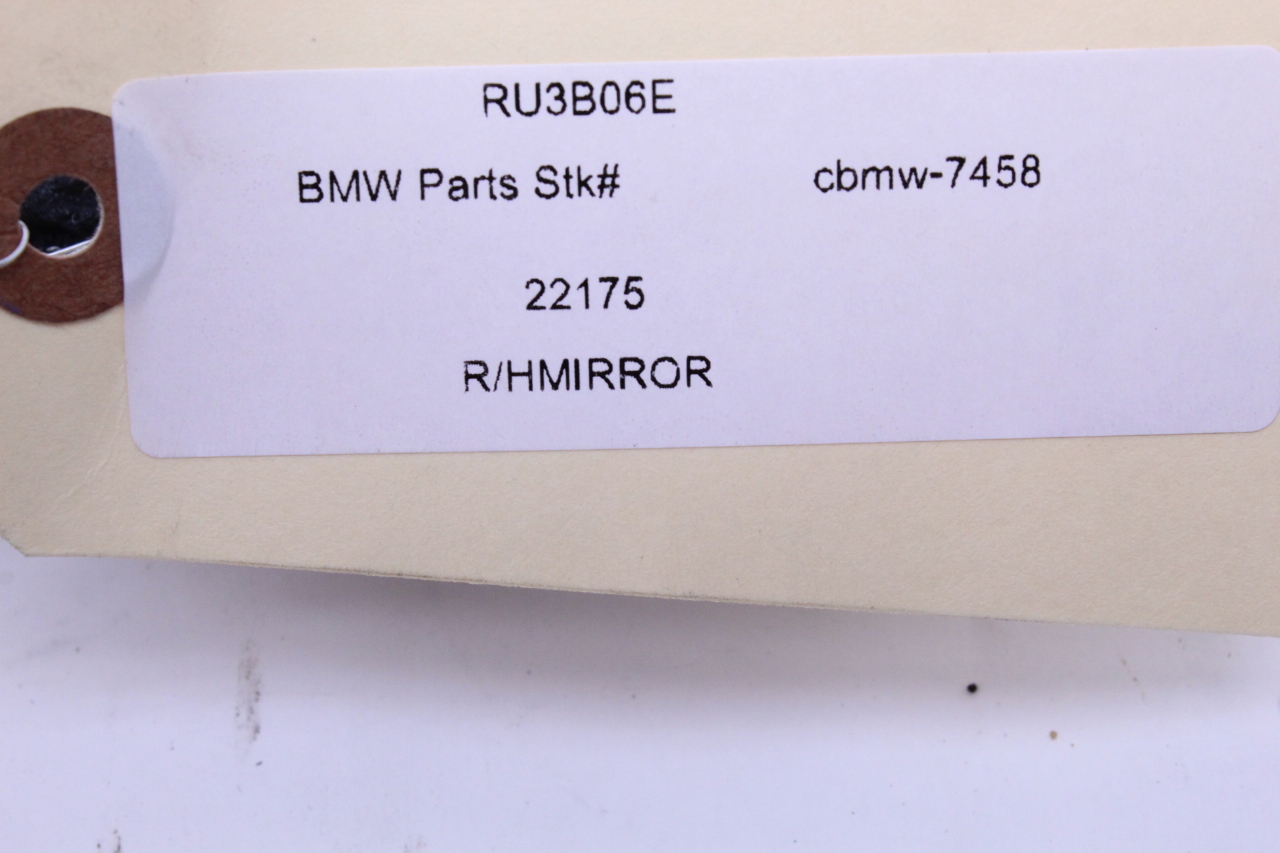 RU3B06E
BMW Parts Stk# cbmw-7458
22175
R/HMIRROR